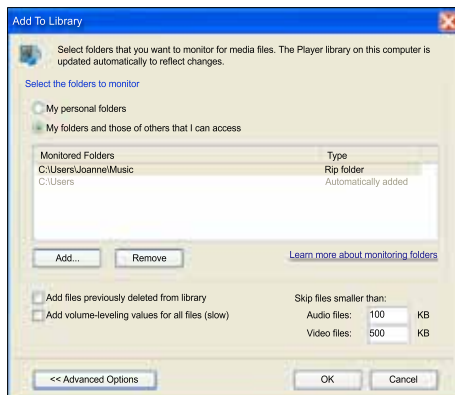 Add To Library
Select folders that you want to monitor for media files. The Player library on this computer is
updated automatically to reflect changes.
Select the folders to monitor
My personal folders
My folders and those of others that I can access
Monitored Folders Type
C:\Users\Joanne\Music Rip folder
C:\Users Automatically added
Add... Remove Learn more about monitoring folders
Add files previously deleted from library Skip files smaller than:
Add volume-leveling values for all files (slow) Audio files: 100 KB
Video files: 500 KB
<< Advanced Options OK Cancel